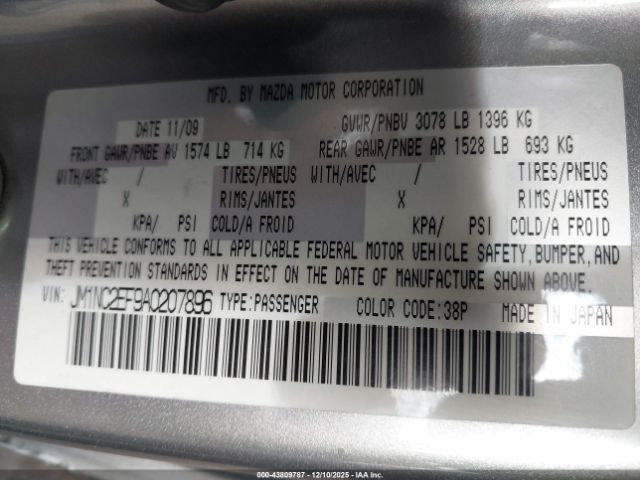 MFD. BY MAZDA MOTOR CORPORATION
DATE 11/09 GVWR/PNBV 3078 LB 1396 KG
FRONT GAWR/PNBE AV 1574 LB 714 KG REAR GAWR/PNBE AR 1528 LB 693 KG
WITH/AVEC / TIRES/PNEUS WITH/AVEC / TIRES/PNEUS
X RIMS/JANTES X RIMS/JANTES
KPA/ PSI COLD/A FROID KPA/ PSI COLD/A FROID
THIS VEHICLE CONFORMS TO ALL APPLICABLE FEDERAL MOTOR VEHICLE SAFETY, BUMPER, AND
THEFT PREVENTION STANDARDS IN EFFECT ON THE DATE OF MANUFACTURE SHOWN ABOVE.
VIN: JM1NC2EF9A0207896 TYPE:PASSENGER COLOR CODE:38P MADE IN JAPAN
000-43809787 - 12/10/2025 - IAA Inc.